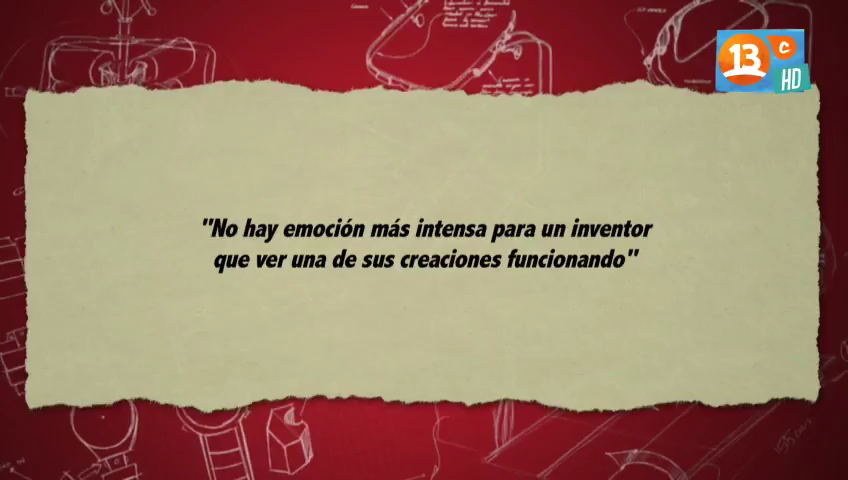 13
C
HD
"No hay emoción más intensa para un inventor
que ver una de sus creaciones funcionando"